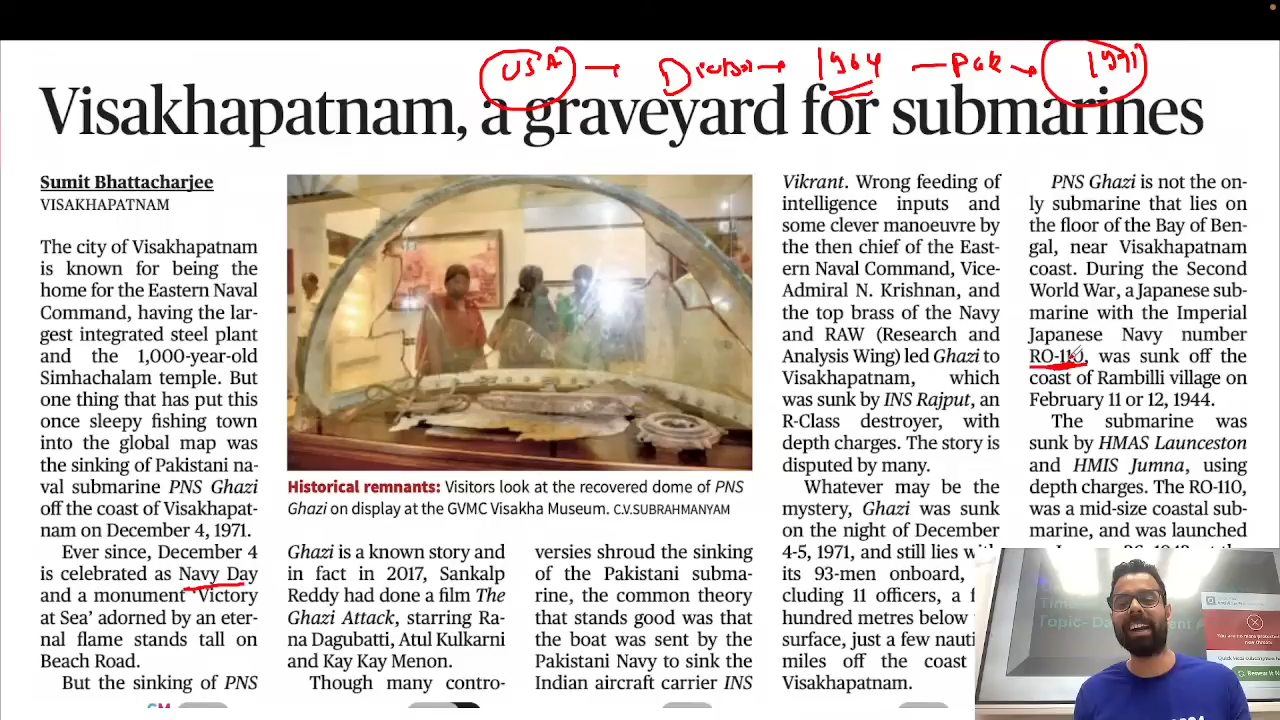 USA → D → 1964 — Pak → 1971
Visakhapatnam, a graveyard for submarines
Sumit Bhattacharjee
VISAKHAPATNAM
The city of Visakhapatnam
is known for being the
home for the Eastern Naval
Command, having the lar-
gest integrated steel plant
and the 1,000-year-old
Simhachalam temple. But
one thing that has put this
once sleepy fishing town
into the global map was
the sinking of Pakistani na-
val submarine PNS Ghazi
off the coast of Visakhapat-
nam on December 4, 1971.
Ever since, December 4
is celebrated as Navy Day
and a monument 'Victory
at Sea' adorned by an eter-
nal flame stands tall on
Beach Road.
But the sinking of PNS
Historical remnants: Visitors look at the recovered dome of PNS
Ghazi on display at the GVMC Visakha Museum. C.V.SUBRAHMANYAM
Ghazi is a known story and
in fact in 2017, Sankalp
Reddy had done a film The
Ghazi Attack, starring Ra-
na Dagubatti, Atul Kulkarni
and Kay Kay Menon.
Though many contro-
versies shroud the sinking
of the Pakistani subma-
rine, the common theory
that stands good was that
the boat was sent by the
Pakistani Navy to sink the
Indian aircraft carrier INS
Vikrant. Wrong feeding of
intelligence inputs and
some clever manoeuvre by
the then chief of the East-
ern Naval Command, Vice-
Admiral N. Krishnan, and
the top brass of the Navy
and RAW (Research and
Analysis Wing) led Ghazi to
Visakhapatnam, which
was sunk by INS Rajput, an
R-Class destroyer, with
depth charges. The story is
disputed by many.
Whatever may be the
mystery, Ghazi was sunk
on the night of December
4-5, 1971, and still lies with
its 93-men onboard,
cluding 11 officers, a f
hundred metres below
surface, just a few nauti
miles off the coast
Visakhapatnam.
PNS Ghazi is not the on-
ly submarine that lies on
the floor of the Bay of Ben-
gal, near Visakhapatnam
coast. During the Second
World War, a Japanese sub-
marine with the Imperial
Japanese Navy number
RO-110, was sunk off the
coast of Rambilli village on
February 11 or 12, 1944.
The submarine was
sunk by HMAS Launceston
and HMIS Jumna, using
depth charges. The RO-110,
was a mid-size coastal sub-
marine, and was launched